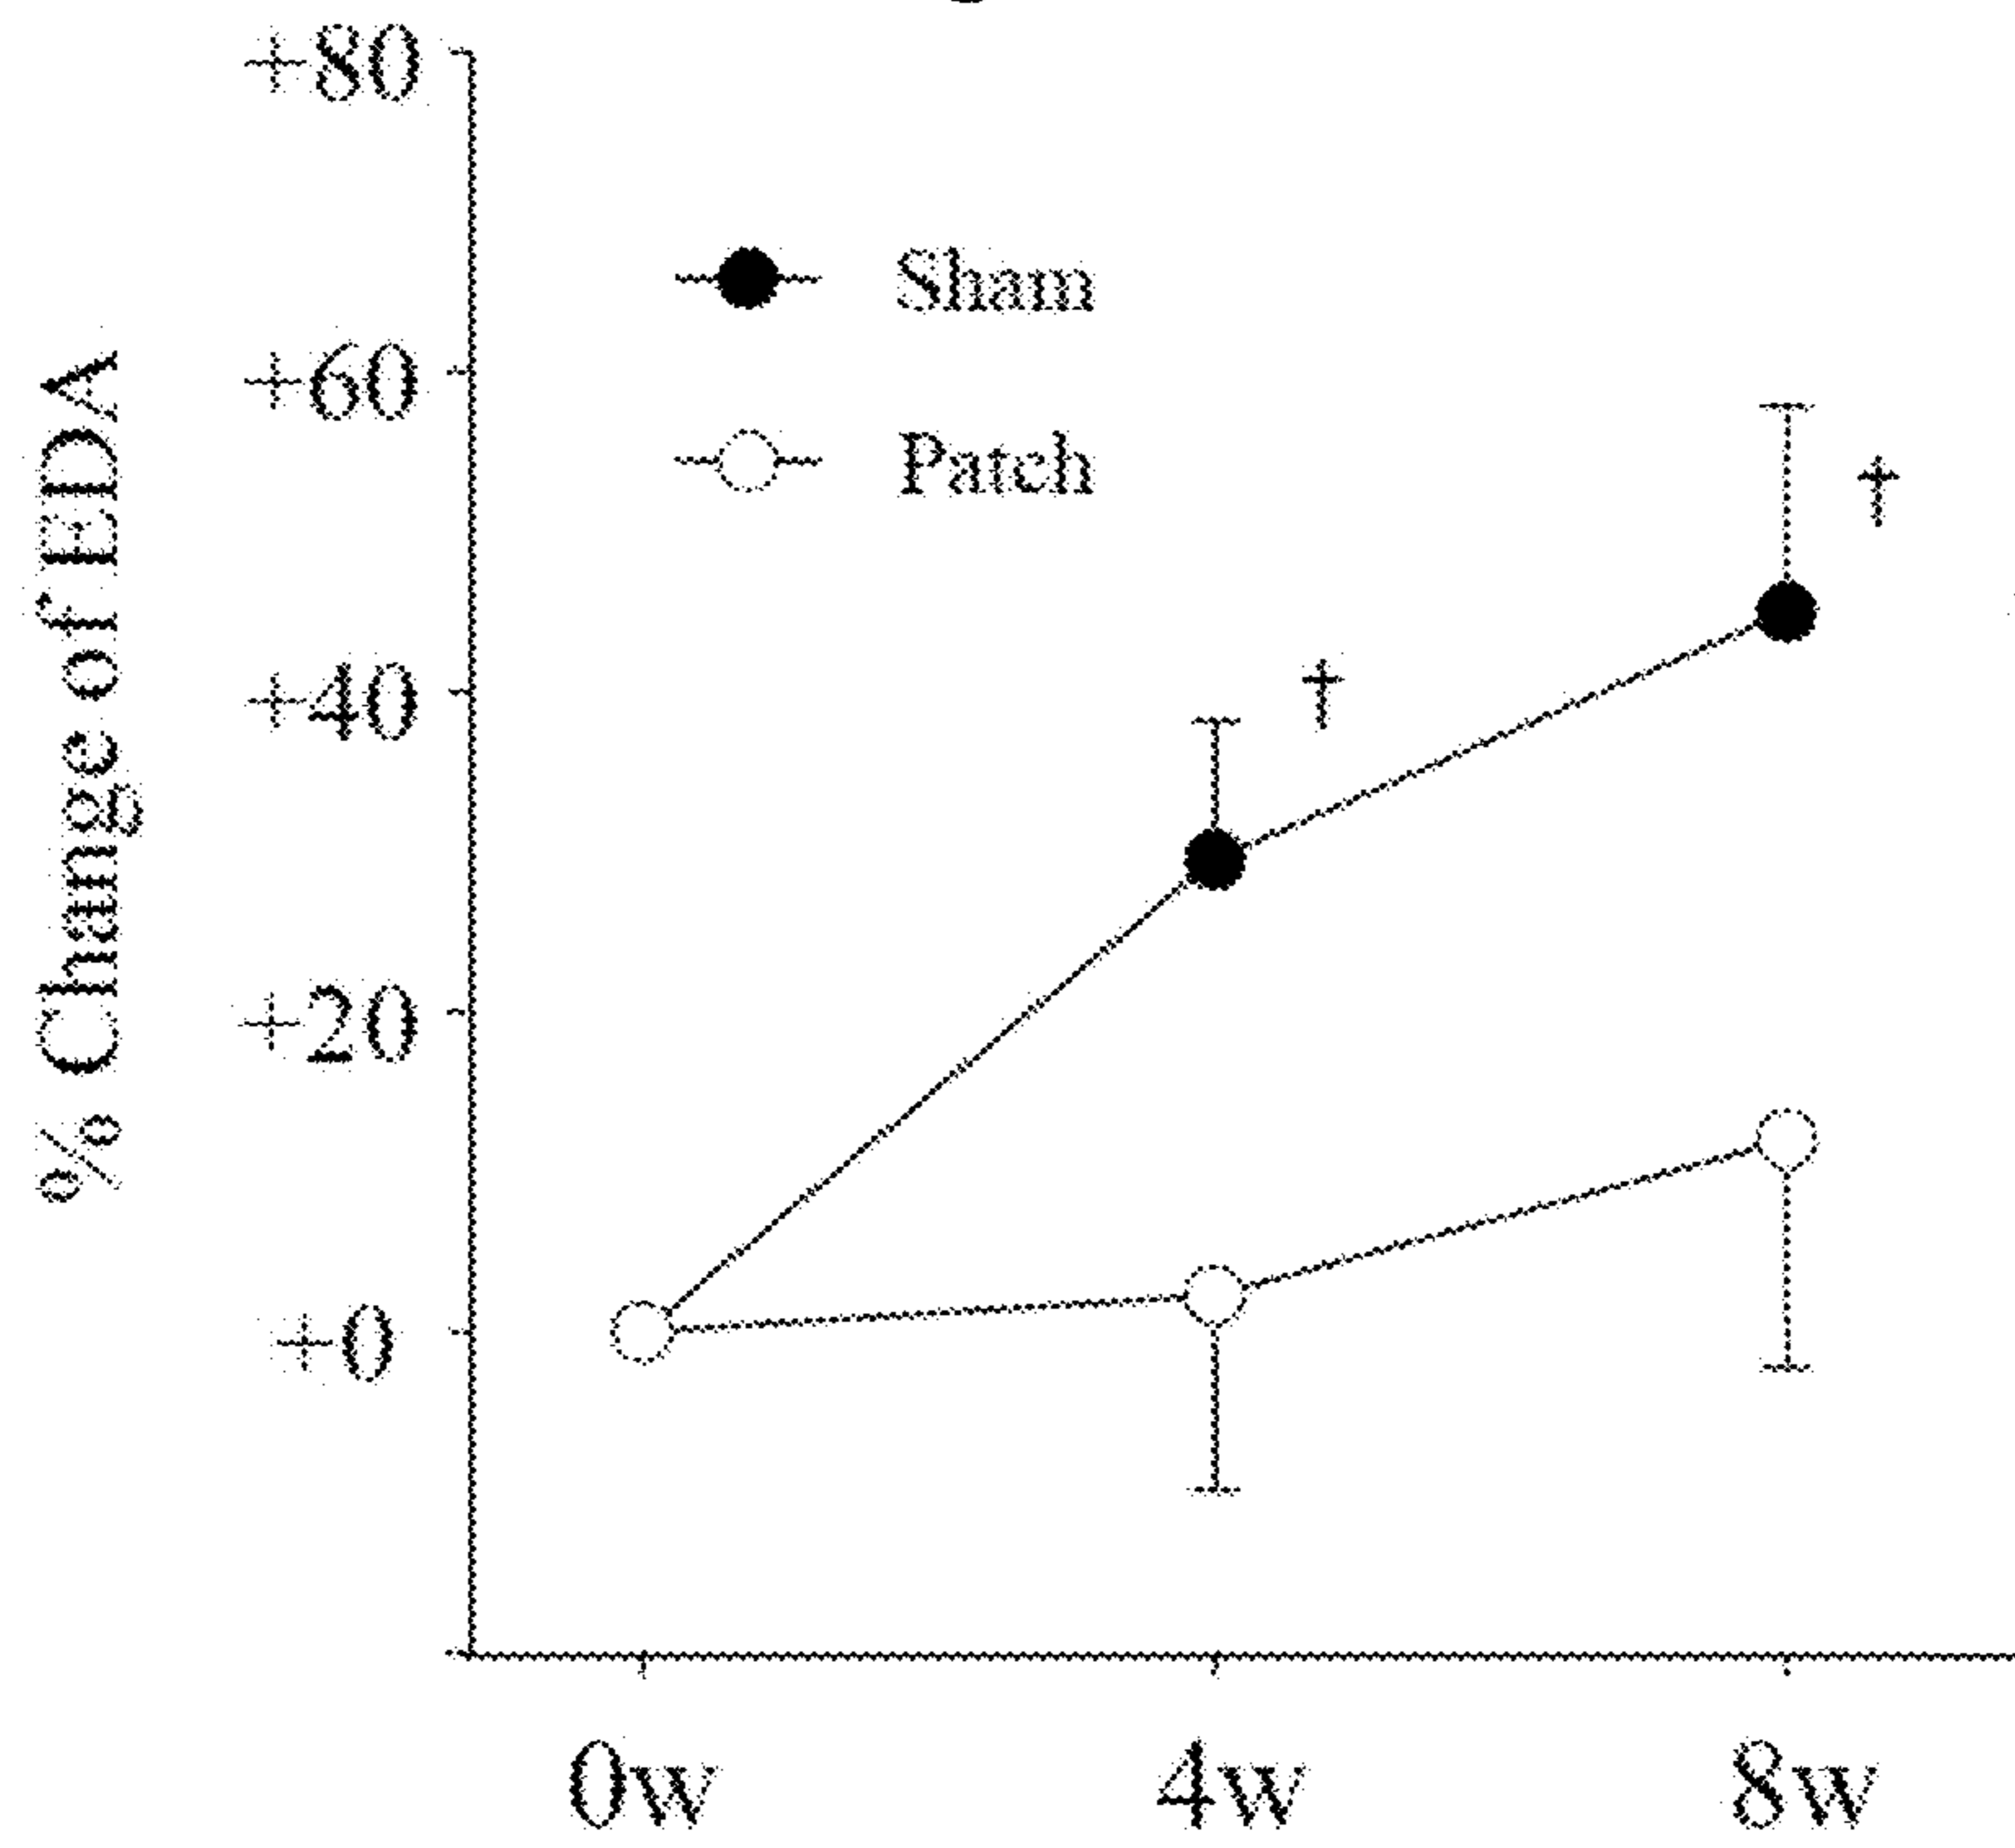 +80
+60
+40
+20
+0
% Change of EDA
Sham
Patch
†
†
0w 4w 8w